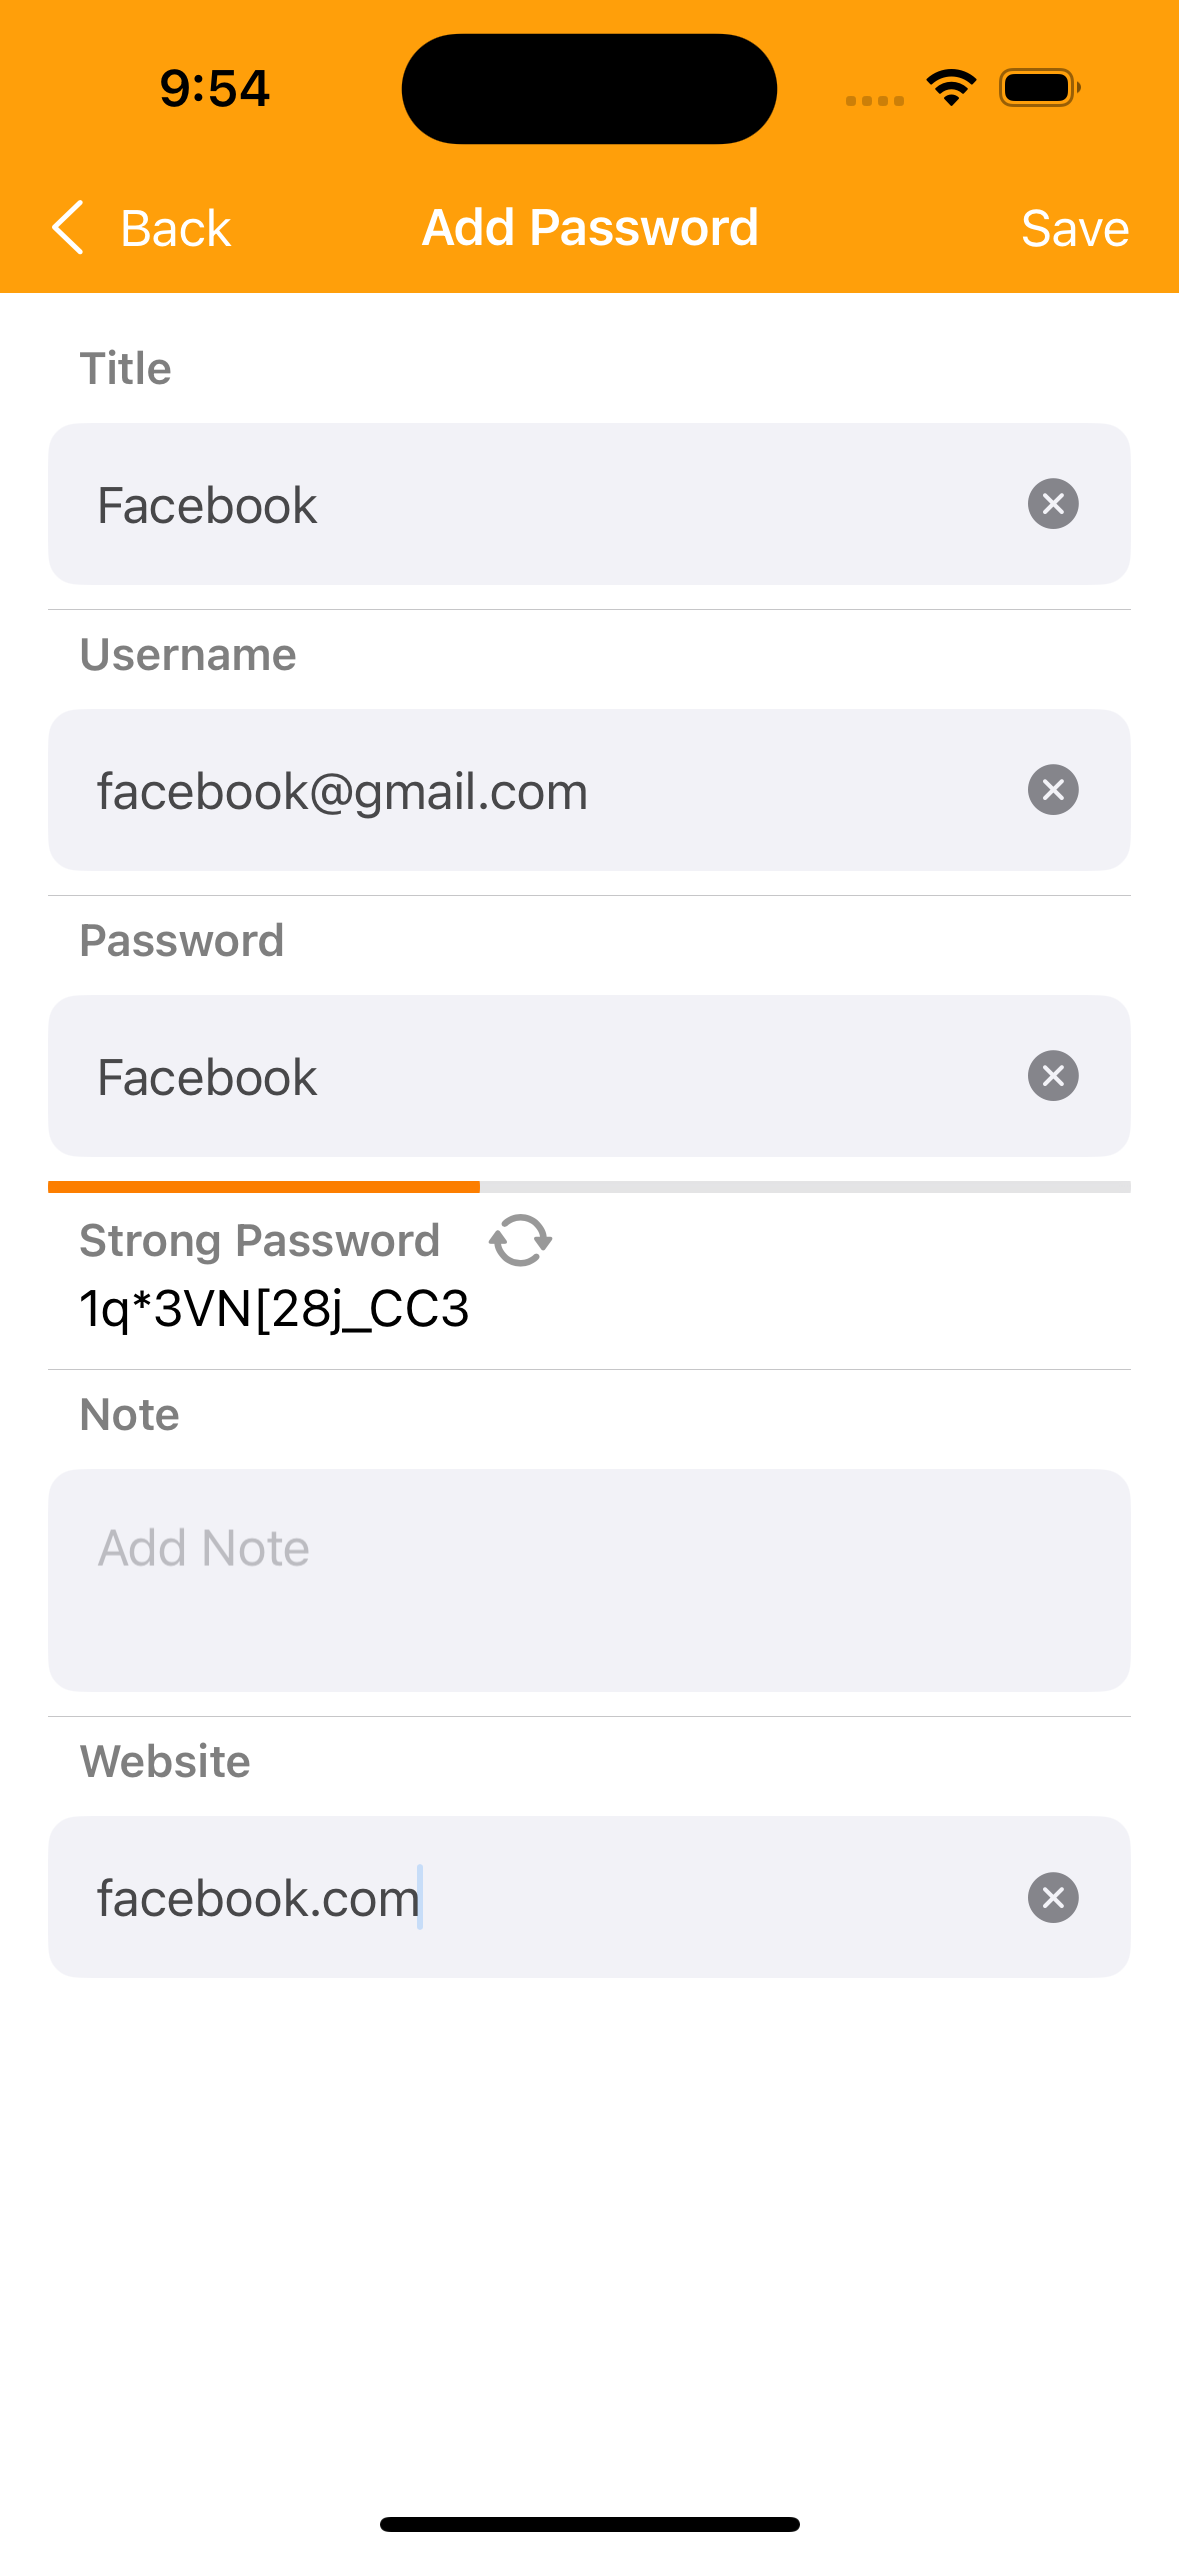 9:54
Back Add Password Save
Title
Facebook
Username
facebook@gmail.com
Password
Facebook
Strong Password
1q*3VN[28j_CC3
Note
Add Note
Website
facebook.com